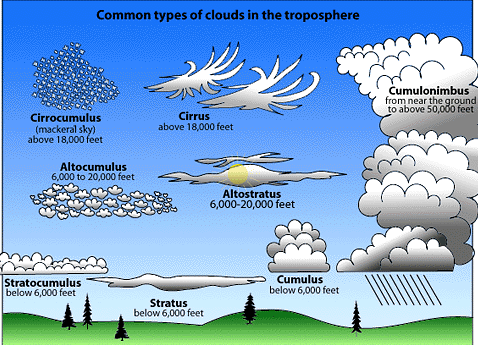 Common types of clouds in the troposphere
Cirrocumulus
(mackeral sky)
above 18,000 feet
Cirrus
above 18,000 feet
Cumulonimbus
from near the ground
to above 50,000 feet
Altocumulus
6,000 to 20,000 feet
Altostratus
6,000-20,000 feet
Stratocumulus
below 6,000 feet
Stratus
below 6,000 feet
Cumulus
below 6,000 feet